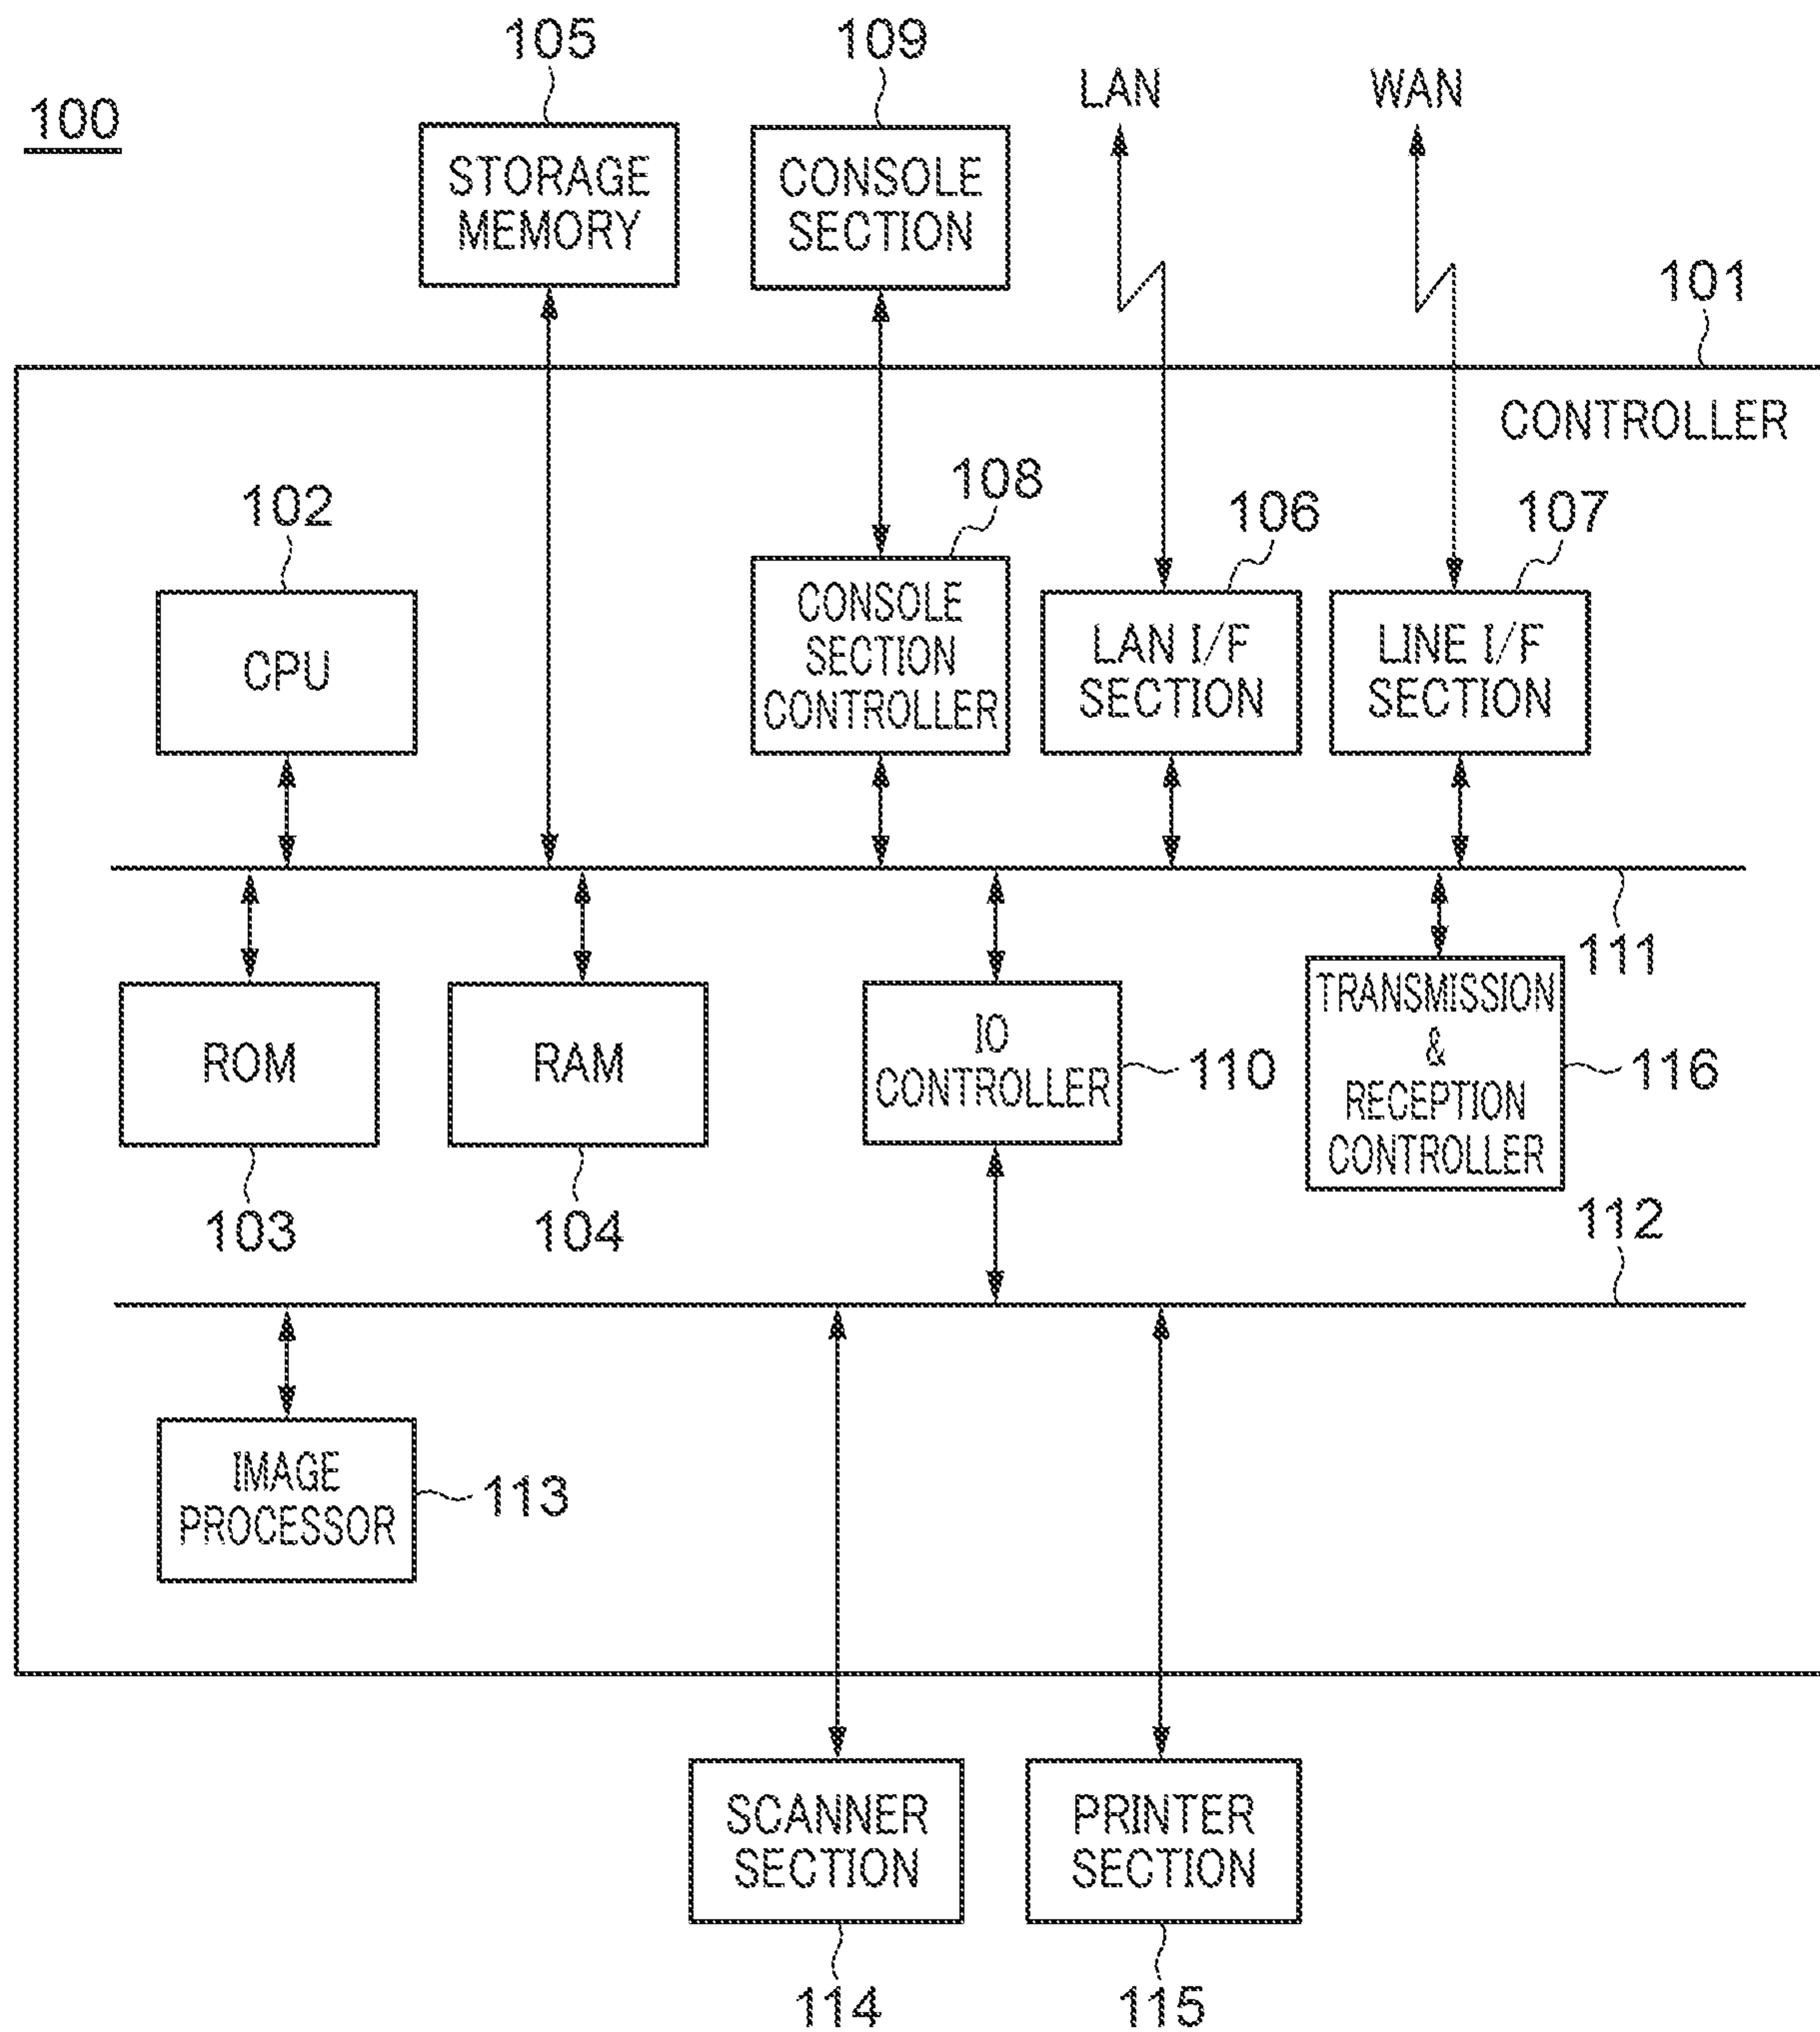 105
109
LAN
WAN
100
STORAGE
MEMORY
CONSOLE
SECTION
101
CONTROLLER
102
108
106
107
CPU
CONSOLE
SECTION
CONTROLLER
LAN I/F
SECTION
LINE I/F
SECTION
111
ROM
RAM
IO
CONTROLLER
110
TRANSMISSION
&
RECEPTION
CONTROLLER
116
103
104
112
IMAGE
PROCESSOR
113
SCANNER
SECTION
PRINTER
SECTION
114
115